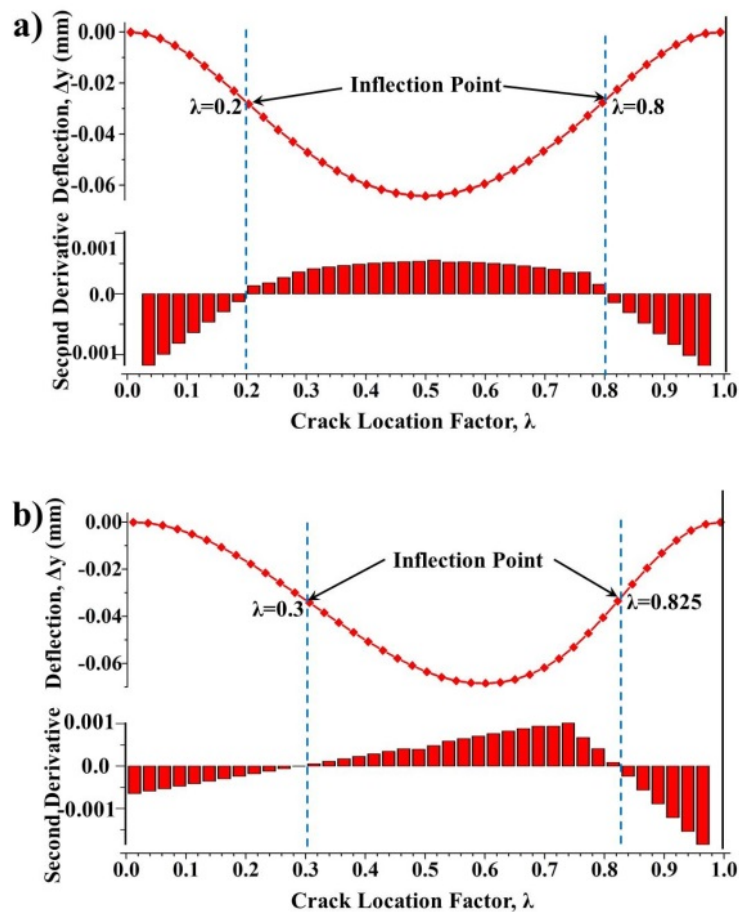 a)
Deflection, Δy (mm)
0.00
-0.02
-0.04
-0.06
Inflection Point
λ=0.2
λ=0.8
Second Derivative
0.001
0.0
-0.001
0.0 0.1 0.2 0.3 0.4 0.5 0.6 0.7 0.8 0.9 1.0
Crack Location Factor, λ
b)
Deflection, Δy (mm)
0.00
-0.02
-0.04
-0.06
Inflection Point
λ=0.3
λ=0.825
Second Derivative
0.001
0.0
-0.001
0.0 0.1 0.2 0.3 0.4 0.5 0.6 0.7 0.8 0.9 1.0
Crack Location Factor, λ